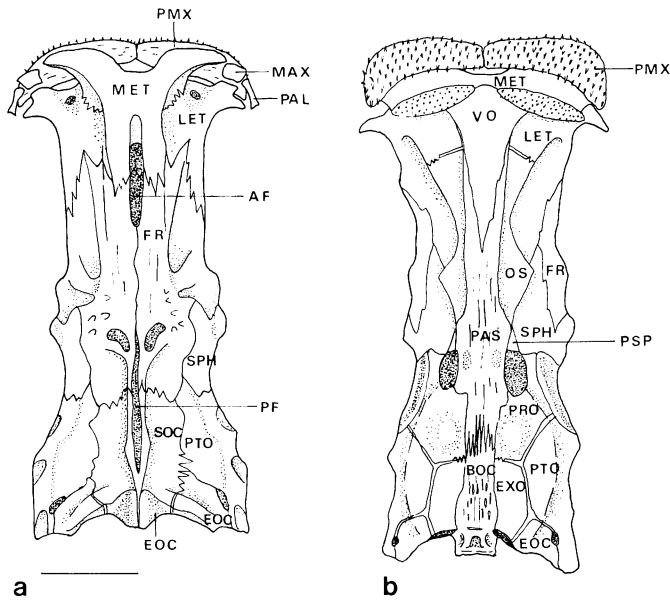 PMX
MET
MAX
PAL
LET
AF
FR
SPH
PF
SOC
PTO
EOC
EOC
a
PMX
MET
VO
LET
OS
FR
PAS
SPH
PSP
PRO
BOC
EXO
PTO
EOC
b